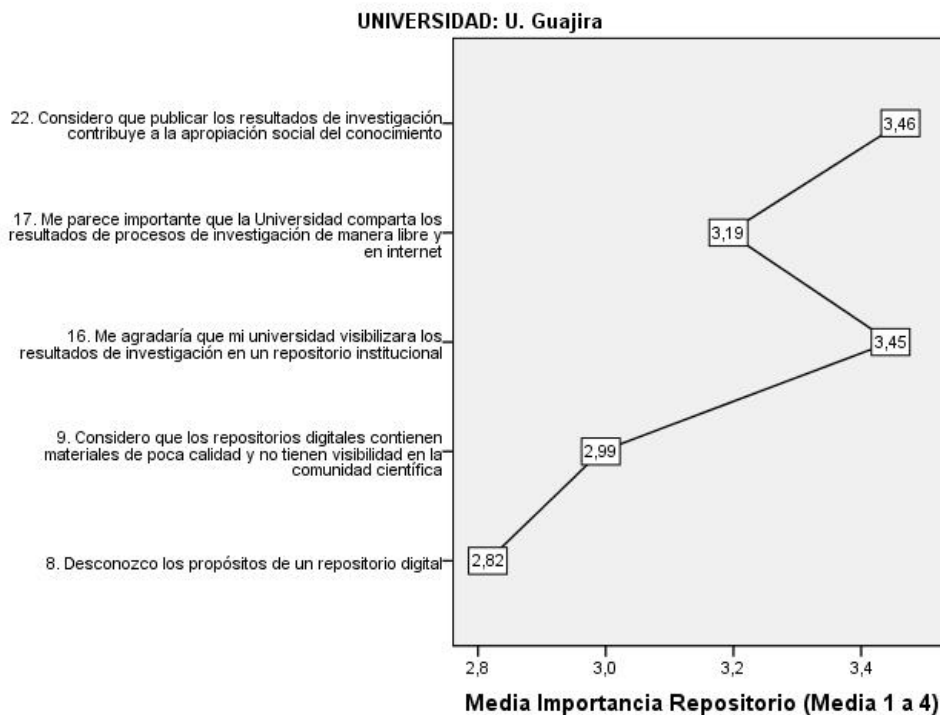 UNIVERSIDAD: U. Guajira
22. Considero que publicar los resultados de investigación
contribuye a la apropiación social del conocimiento
3,46
17. Me parece importante que la Universidad comparta los
resultados de procesos de investigación de manera libre y
en internet
3,19
16. Me agradaría que mi universidad visibilizara los
resultados de investigación en un repositorio institucional
3,45
9. Considero que los repositorios digitales contienen
materiales de poca calidad y no tienen visibilidad en la
comunidad científica
2,99
8. Desconozco los propósitos de un repositorio digital
2,82
2,8 3,0 3,2 3,4
Media Importancia Repositorio (Media 1 a 4)